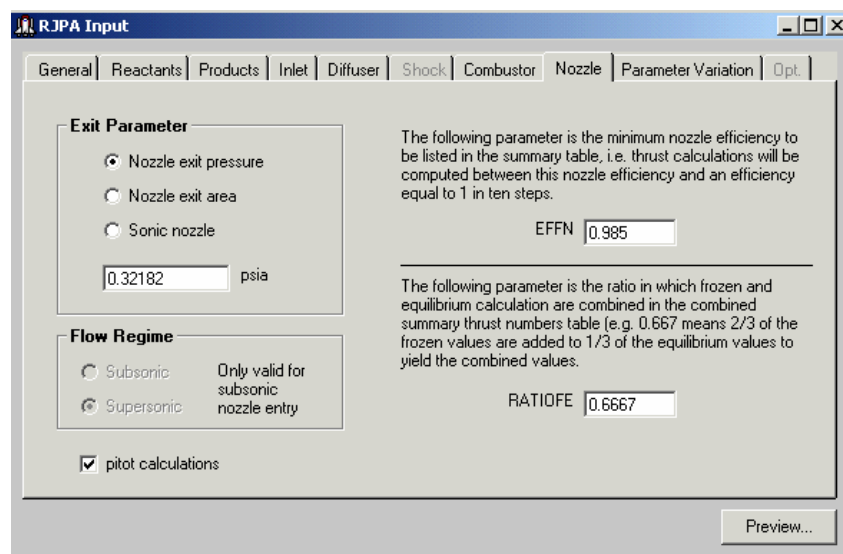 RJPA Input
General Reactants Products Inlet Diffuser Shock Combustor Nozzle Parameter Variation Opt.
Exit Parameter
Nozzle exit pressure
Nozzle exit area
Sonic nozzle
0.32182 psia
Flow Regime
Subsonic
Supersonic
Only valid for
subsonic
nozzle entry
pitot calculations
The following parameter is the minimum nozzle efficiency to
be listed in the summary table, i.e. thrust calculations will be
computed between this nozzle efficiency and an efficiency
equal to 1 in ten steps.
EFFN 0.985
The following parameter is the ratio in which frozen and
equilibrium calculation are combined in the combined
summary thrust numbers table (e.g. 0.667 means 2/3 of the
frozen values are added to 1/3 of the equilibrium values to
yield the combined values.
RATIOFE 0.6667
Preview...